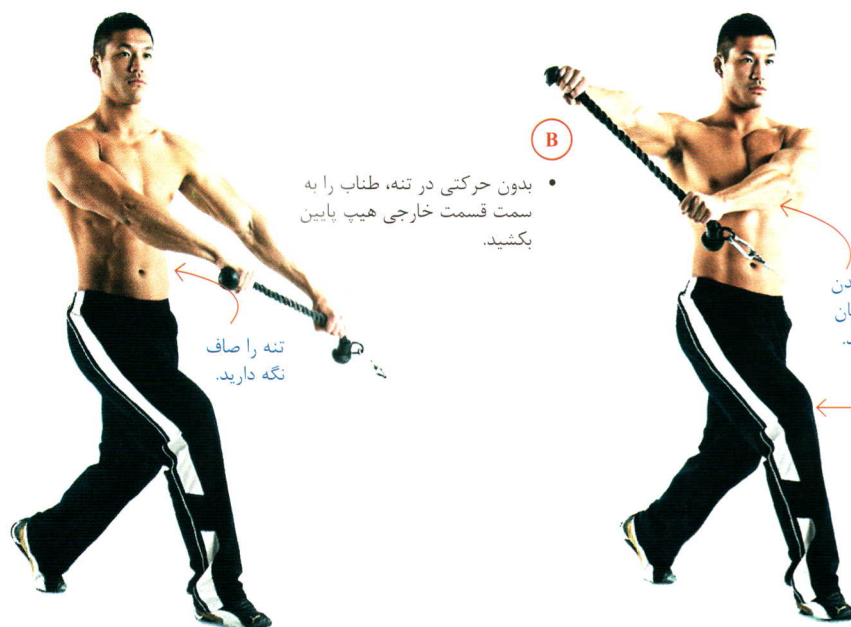 B
• بدون حرکتی در تنه، طناب را به
سمت قسمت خارجی هیپ پایین
بکشید.
تنه را صاف
نگه دارید.